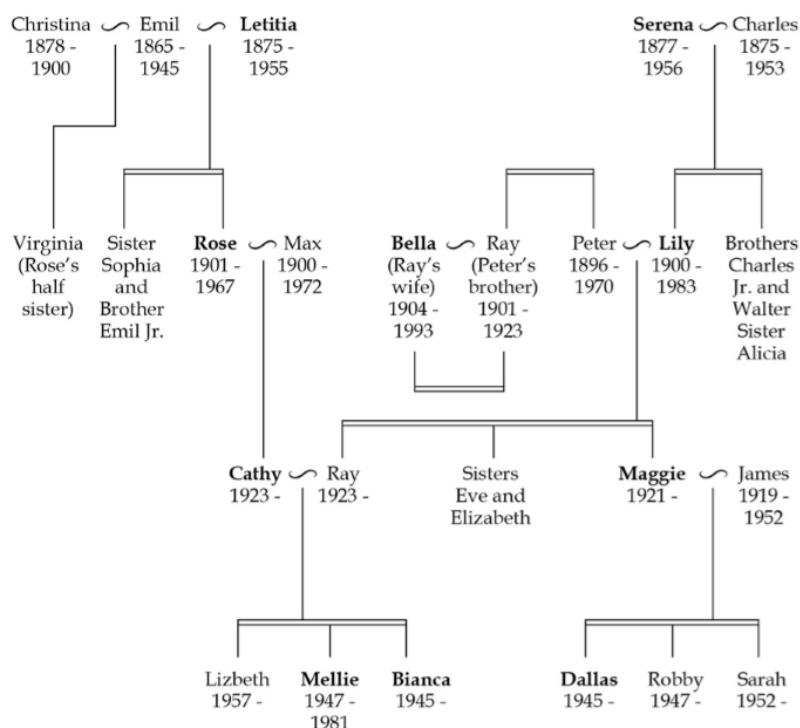 Christina Emil Letitia Serena Charles
1878 - 1865 - 1875 - 1877 - 1875 -
1900 1945 1955 1956 1953
Virginia Sister Rose Max Bella Ray Peter Lily Brothers
(Rose's Sophia 1901 - 1900 - (Ray's (Peter's 1896 - 1900 - Charles
half and 1967 1972 wife) brother) 1970 1983 Jr. and
sister) Brother 1904 - 1901 - Walter
Emil Jr. 1993 1923 Sister
Alicia
Cathy Ray Sisters Maggie James
1923 - 1923 - Eve and 1921 - 1919 -
Elizabeth 1952
Lizbeth Mellie Bianca Dallas Robby Sarah
1957 - 1947 - 1945 - 1945 - 1947 - 1952 -
1981